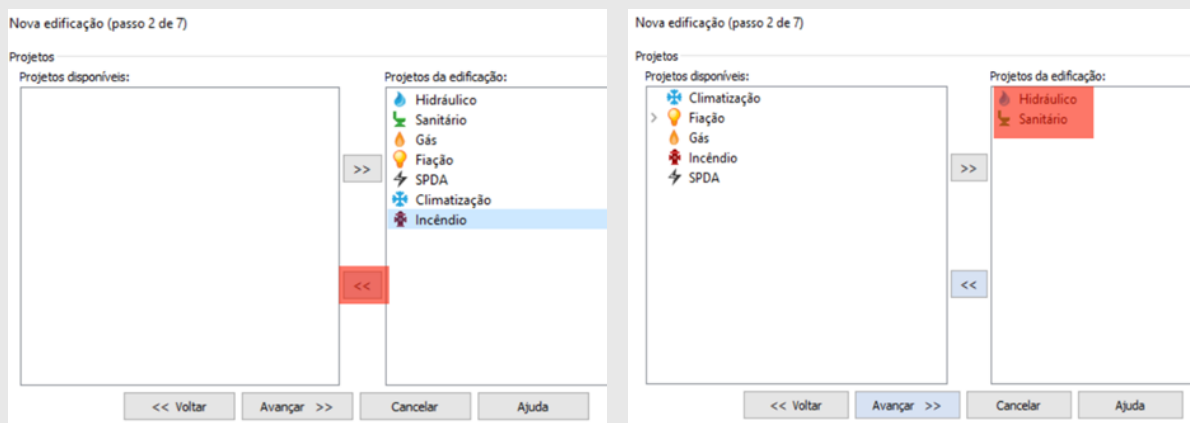 Nova edificação (passo 2 de 7)
Projetos
Projetos disponíveis:
Projetos da edificação:
Hidráulico
Sanitário
Gás
Fiação
SPDA
Climatização
Incêndio
>>
<<
<< Voltar
Avançar >>
Cancelar
Ajuda
Nova edificação (passo 2 de 7)
Projetos
Projetos disponíveis:
Climatização
> Fiação
Gás
Incêndio
SPDA
>>
<<
Projetos da edificação:
Hidráulico
Sanitário
<< Voltar
Avançar >>
Cancelar
Ajuda